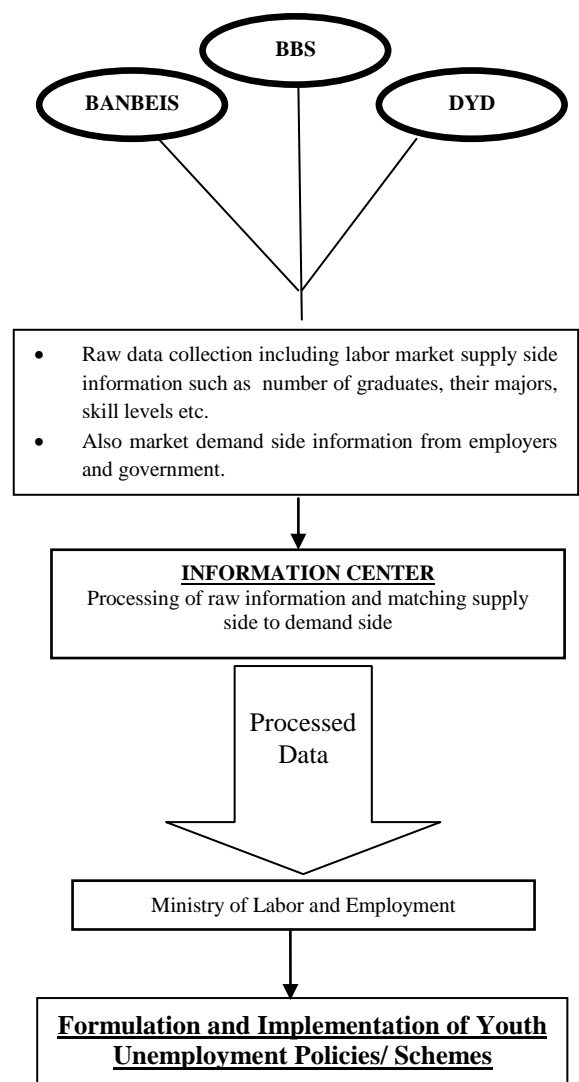 BBS
BANBEIS
DYD
• Raw data collection including labor market supply side
information such as number of graduates, their majors,
skill levels etc.
• Also market demand side information from employers
and government.
INFORMATION CENTER
Processing of raw information and matching supply
side to demand side
Processed
Data
Ministry of Labor and Employment
Formulation and Implementation of Youth
Unemployment Policies/ Schemes